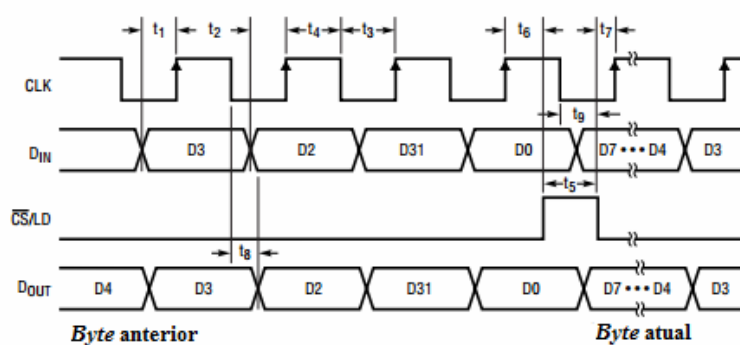 t1 t2 t4 t3 t6 t7
CLK
t9
DIN D3 D2 D31 D0 D7 ••• D4 D3
t5
CS/LD
t8
DOUT D4 D3 D2 D31 D0 D7 ••• D4 D3
Byte anterior Byte atual